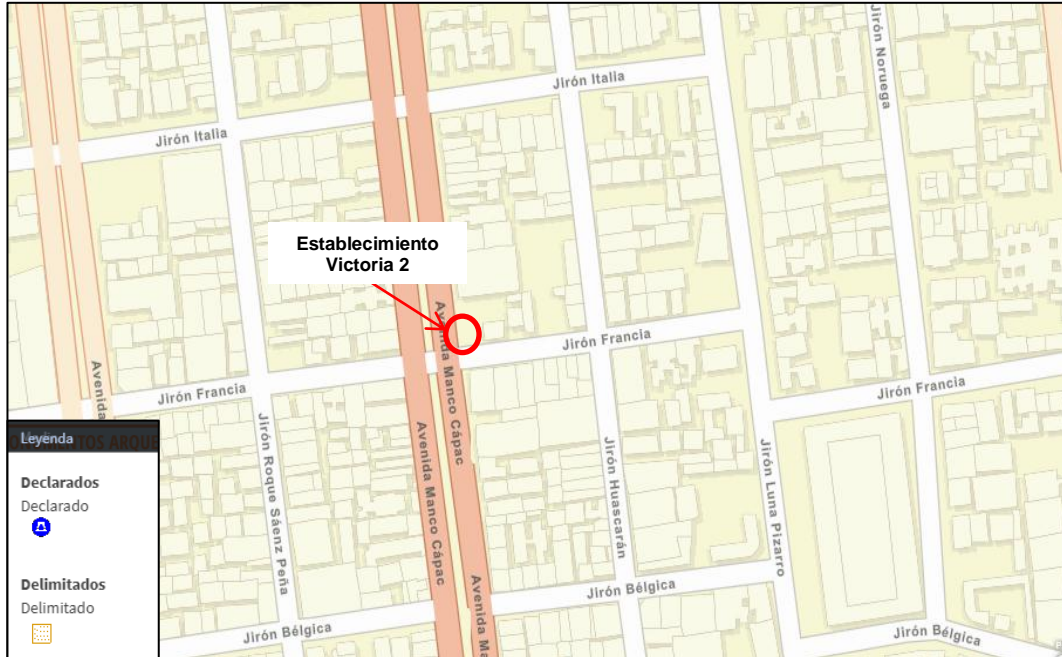 Jirón Italia
Jirón Italia
Jirón Noruega
Establecimiento
Victoria 2
Avenida Manco Cápac
Jirón Francia
Jirón Francia
Jirón Francia
Avenida
Jirón Roque Sáenz Peña
Avenida Manco Cápac
Jirón Huascarán
Jirón Luna Pizarro
Avenida M
Jirón Bélgica
Jirón Bélgica
Jirón Bélgica
Leyenda
TOS ARQUE
Declarados
Declarado
Delimitados
Delimitado